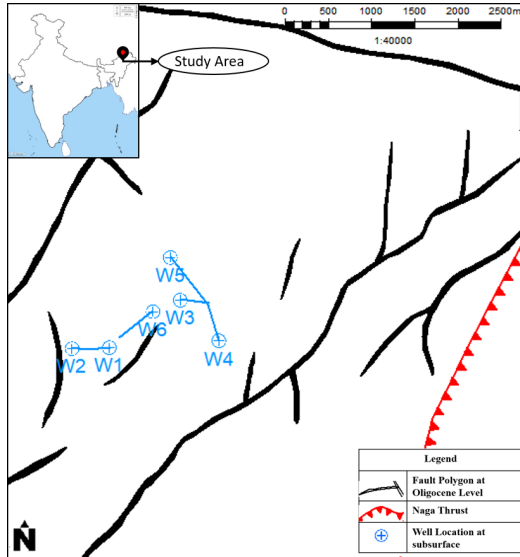 0 500 1000 1500 2000 2500m
1:40000
Study Area
W5
W3
W6
W4
W2
W1
Legend
Fault Polygon at
Oligocene Level
Naga Thrust
Well Location at
subsurface
N